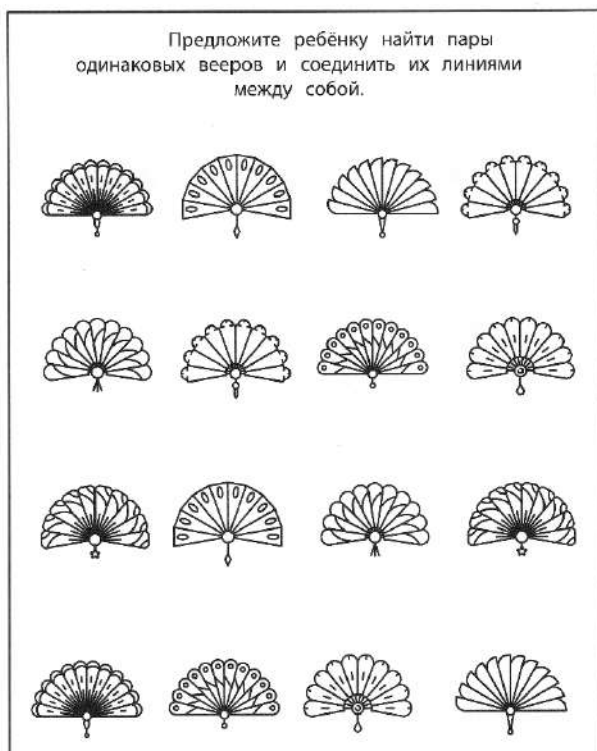 Предложите ребёнку найти пары
одинаковых вееров и соединить их линиями
между собой.